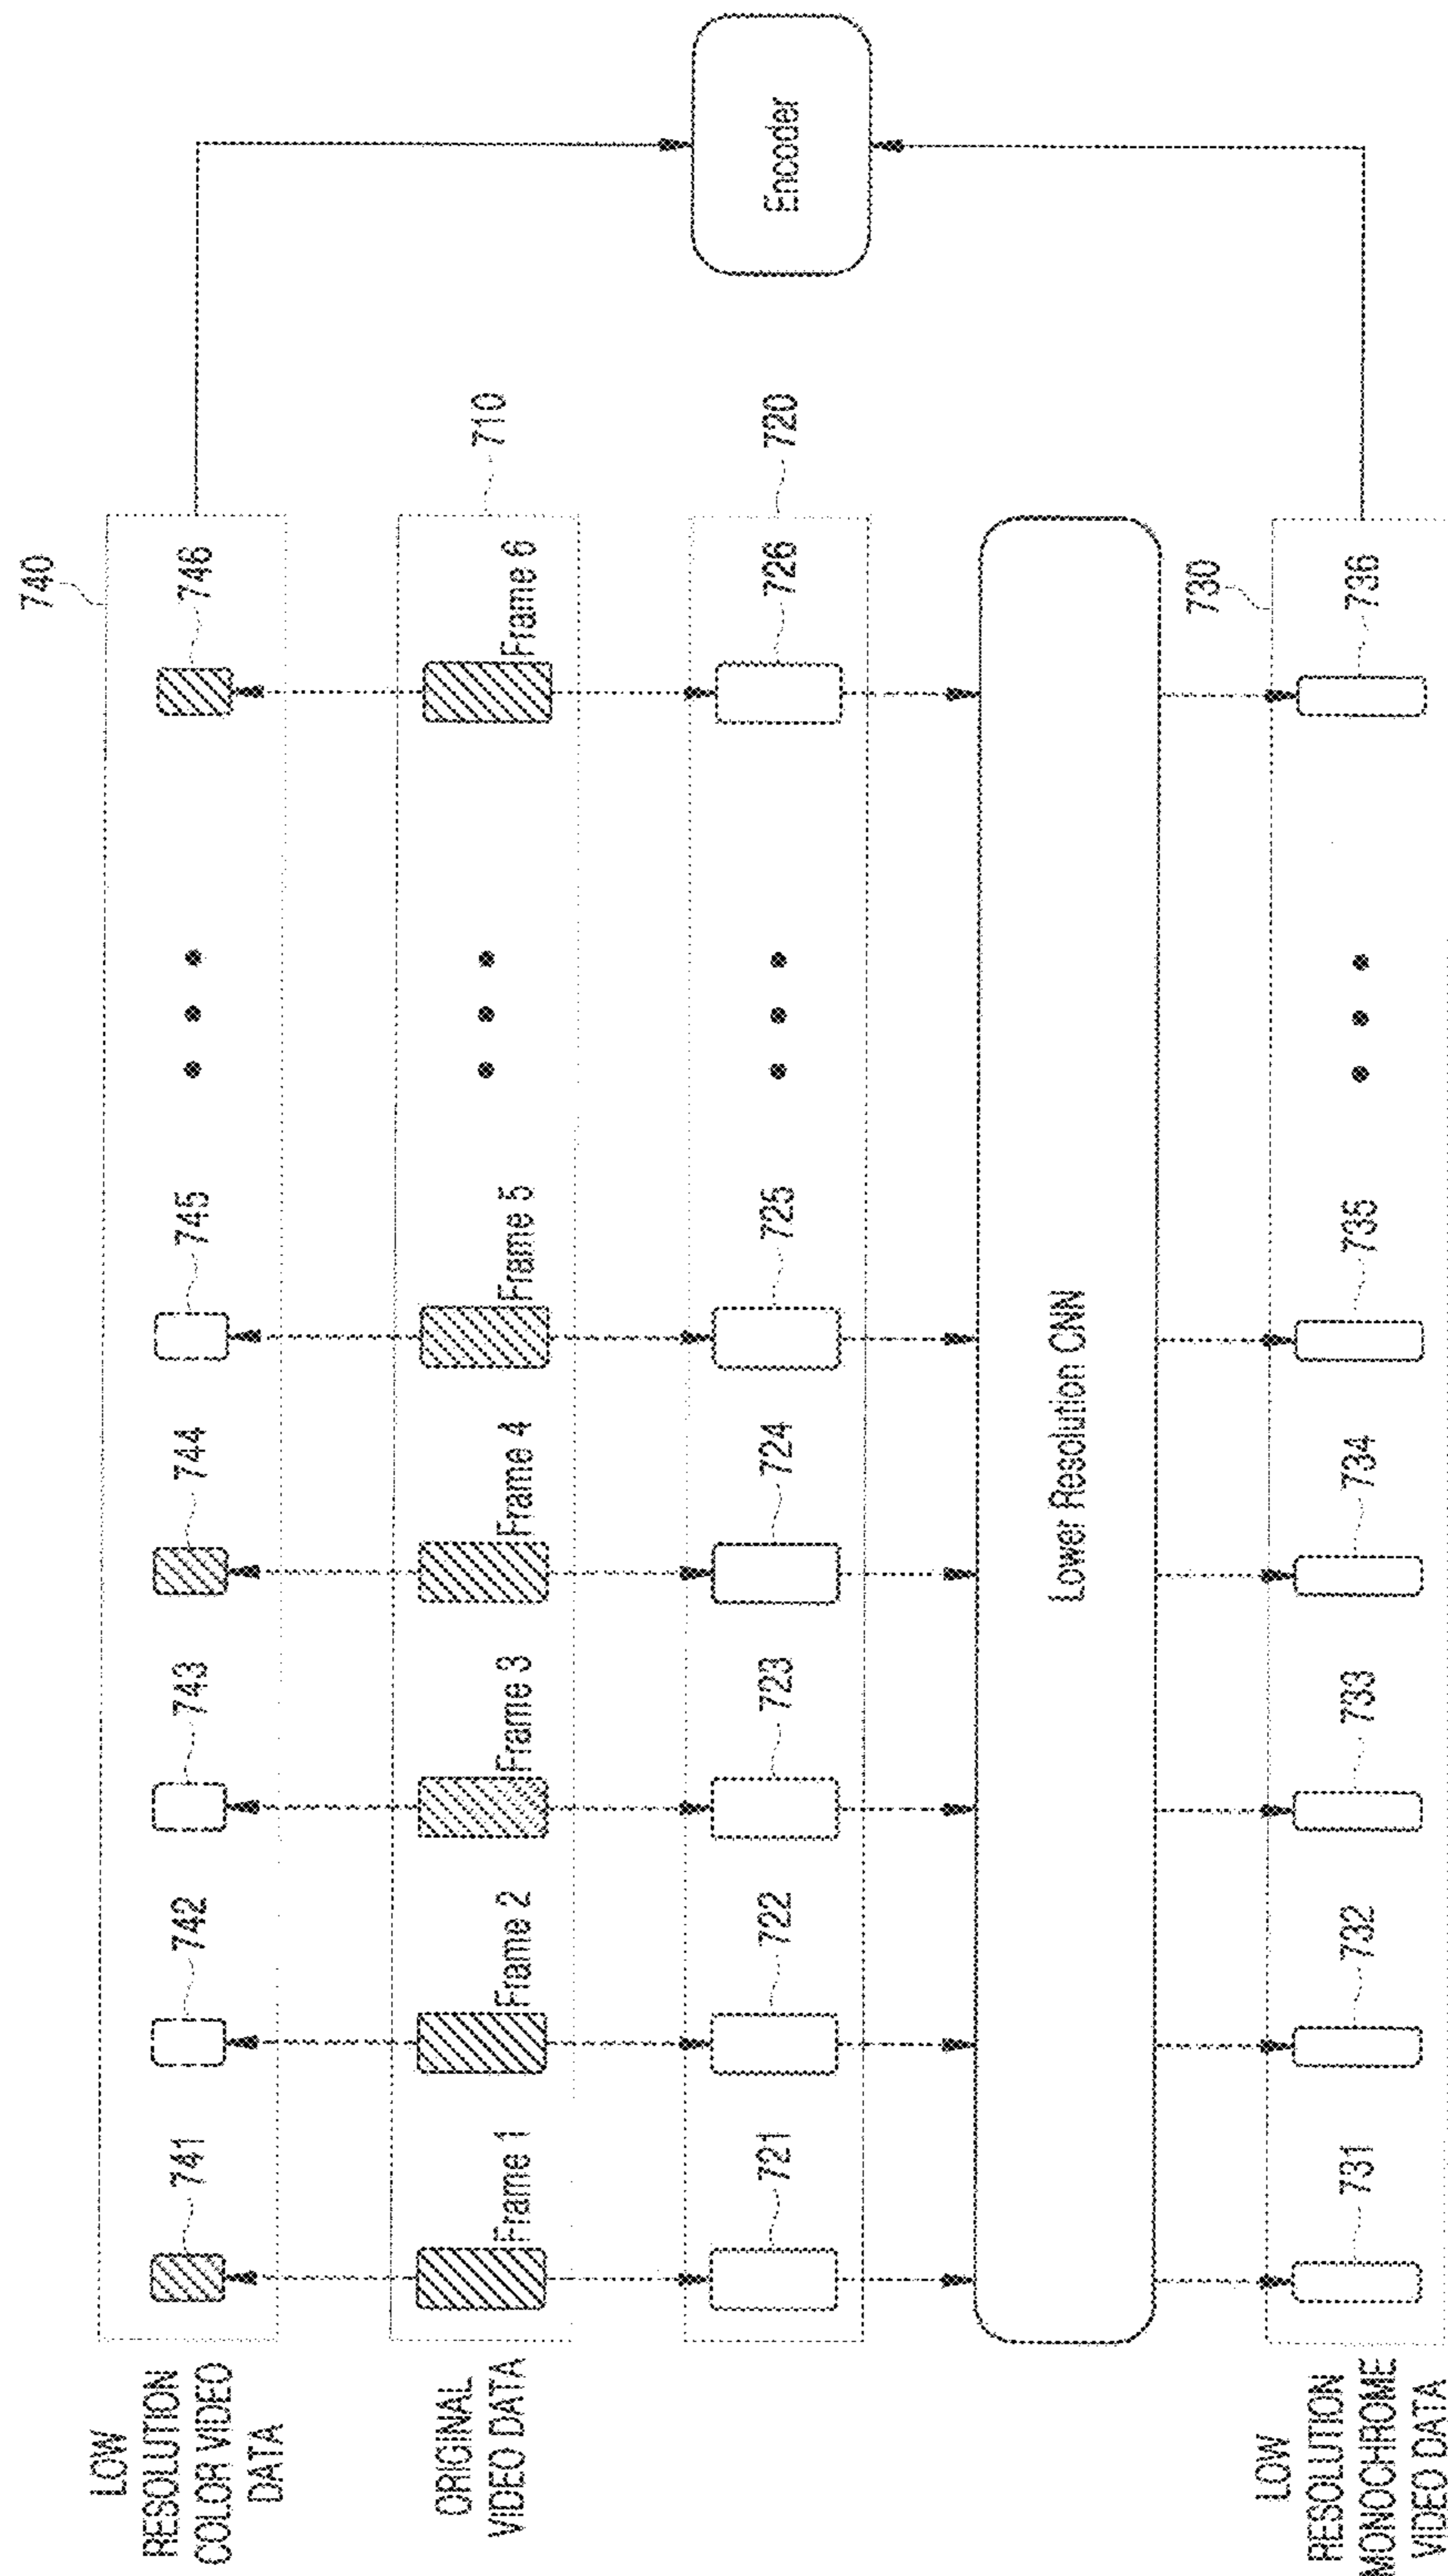 740
LOW
RESOLUTION
COLOR VIDEO
DATA
741
742
743
744
745
746
ORIGINAL
VIDEO DATA
Frame 1
Frame 2
Frame 3
Frame 4
Frame 5
Frame 6
710
721
722
723
724
725
726
720
Encoder
Lower Resolution CNN
730
LOW
RESOLUTION
MONOCHROME
VIDEO DATA
731
732
733
734
735
736